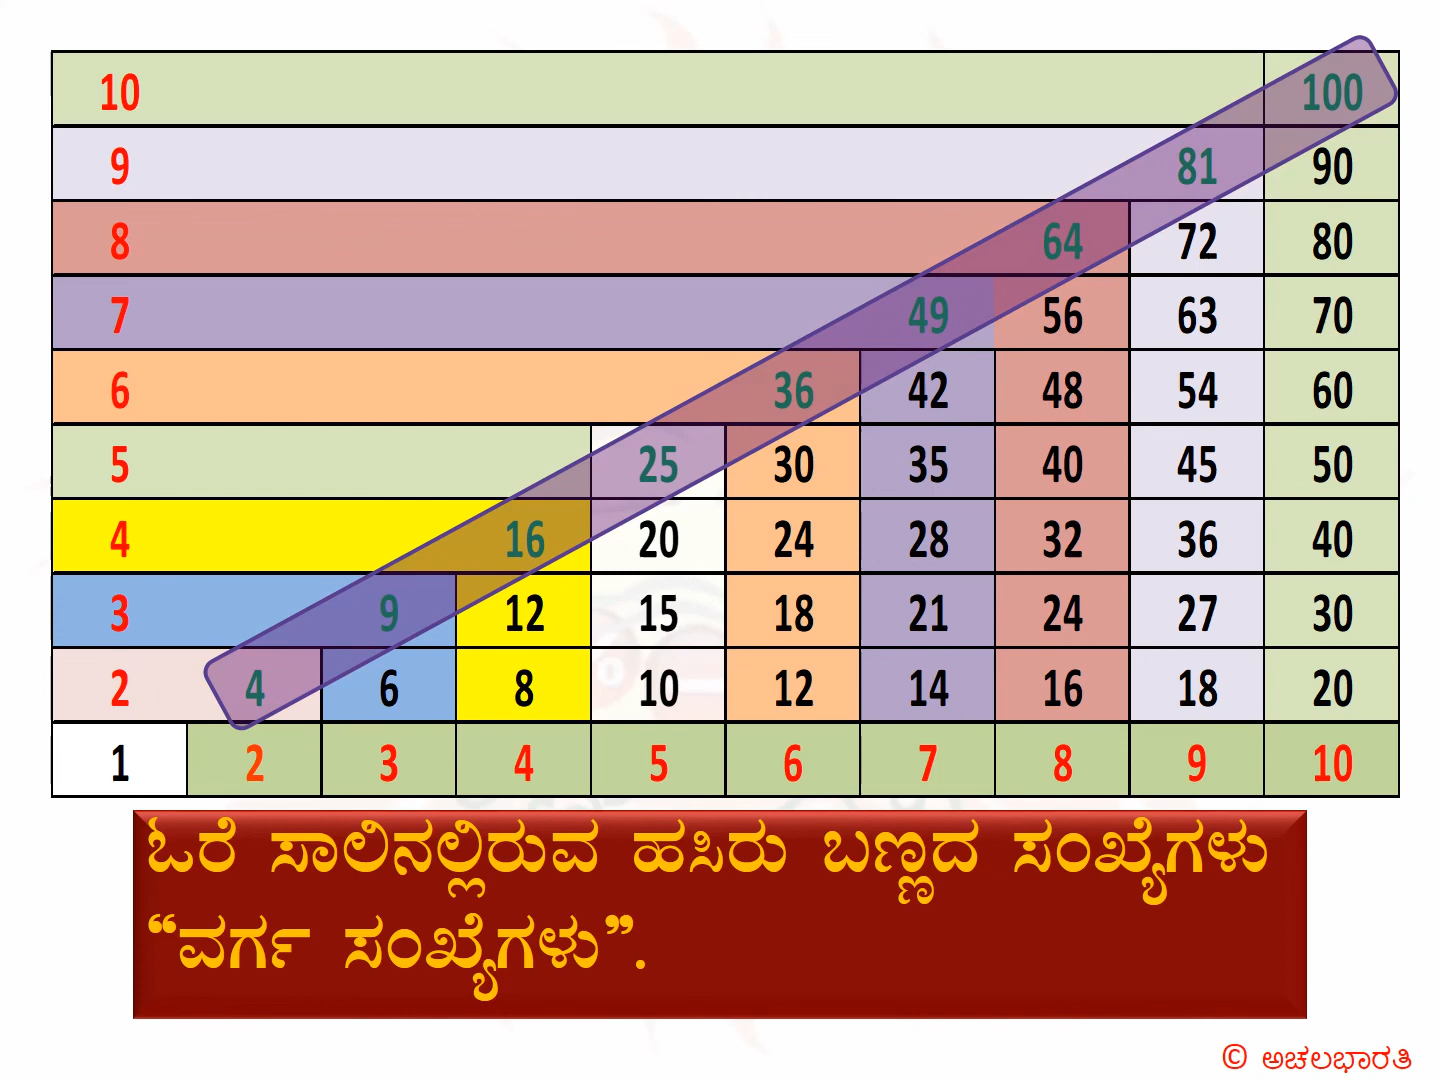 10 100
9 81 90
8 64 72 80
7 49 56 63 70
6 36 42 48 54 60
5 25 30 35 40 45 50
4 16 20 24 28 32 36 40
3 9 12 15 18 21 24 27 30
2 4 6 8 10 12 14 16 18 20
1 2 3 4 5 6 7 8 9 10
ಓರೆ ಸಾಲಿನಲ್ಲಿರುವ ಹಸಿರು ಬಣ್ಣದ ಸಂಖ್ಯೆಗಳು
“ವರ್ಗ ಸಂಖ್ಯೆಗಳು”.
© ಅಚಲಭಾರತಿ